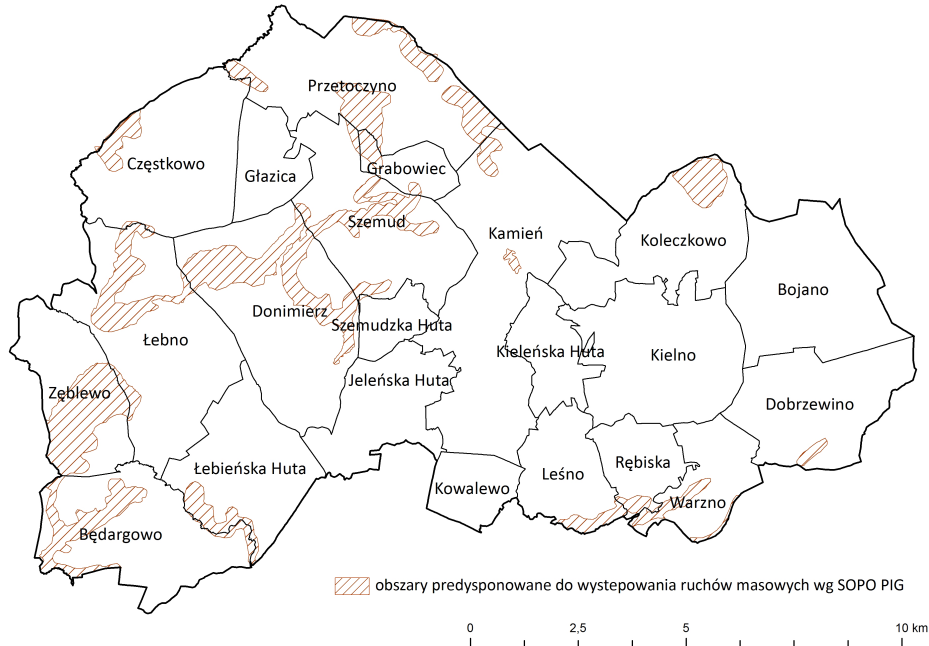 Przetoczyno
Częstkowo
Głazica
Grabowiec
Szemud
Kamień
Koleczkowo
Bojano
Donimierz
Szemudzka Huta
Łebno
Kieleńska Huta
Kielno
Jeleńska Huta
Zęblewo
Dobrzewino
Rębiska
Łebieńska Huta
Leśno
Kowalewo
Warzno
Będargowo
obszary predysponowane do wystepowania ruchów masowych wg SOPO PIG
0 2,5 5 10 km